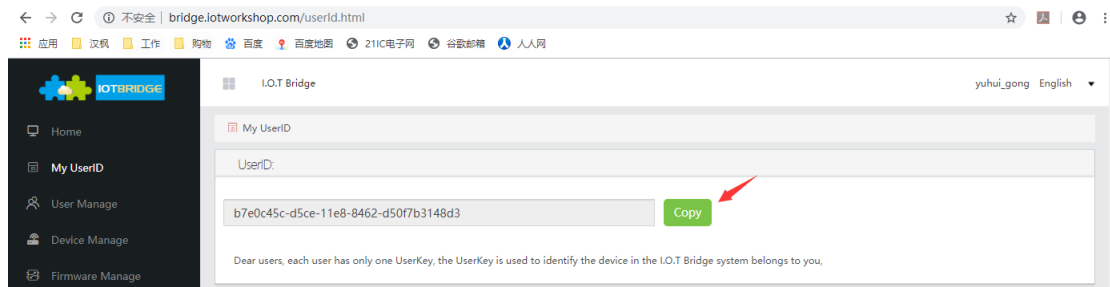 不安全 | bridge.iotworkshop.com/userId.html
应用 汉枫 工作 购物 百度 百度地图 21IC电子网 谷歌邮箱 人人网
IOTBRIDGE
I.O.T Bridge
yuhui_gong English
Home
My UserID
My UserID
UserID:
User Manage
b7e0c45c-d5ce-11e8-8462-d50f7b3148d3
Copy
Device Manage
Dear users, each user has only one UserKey, the UserKey is used to identify the device in the I.O.T Bridge system belongs to you,
Firmware Manage